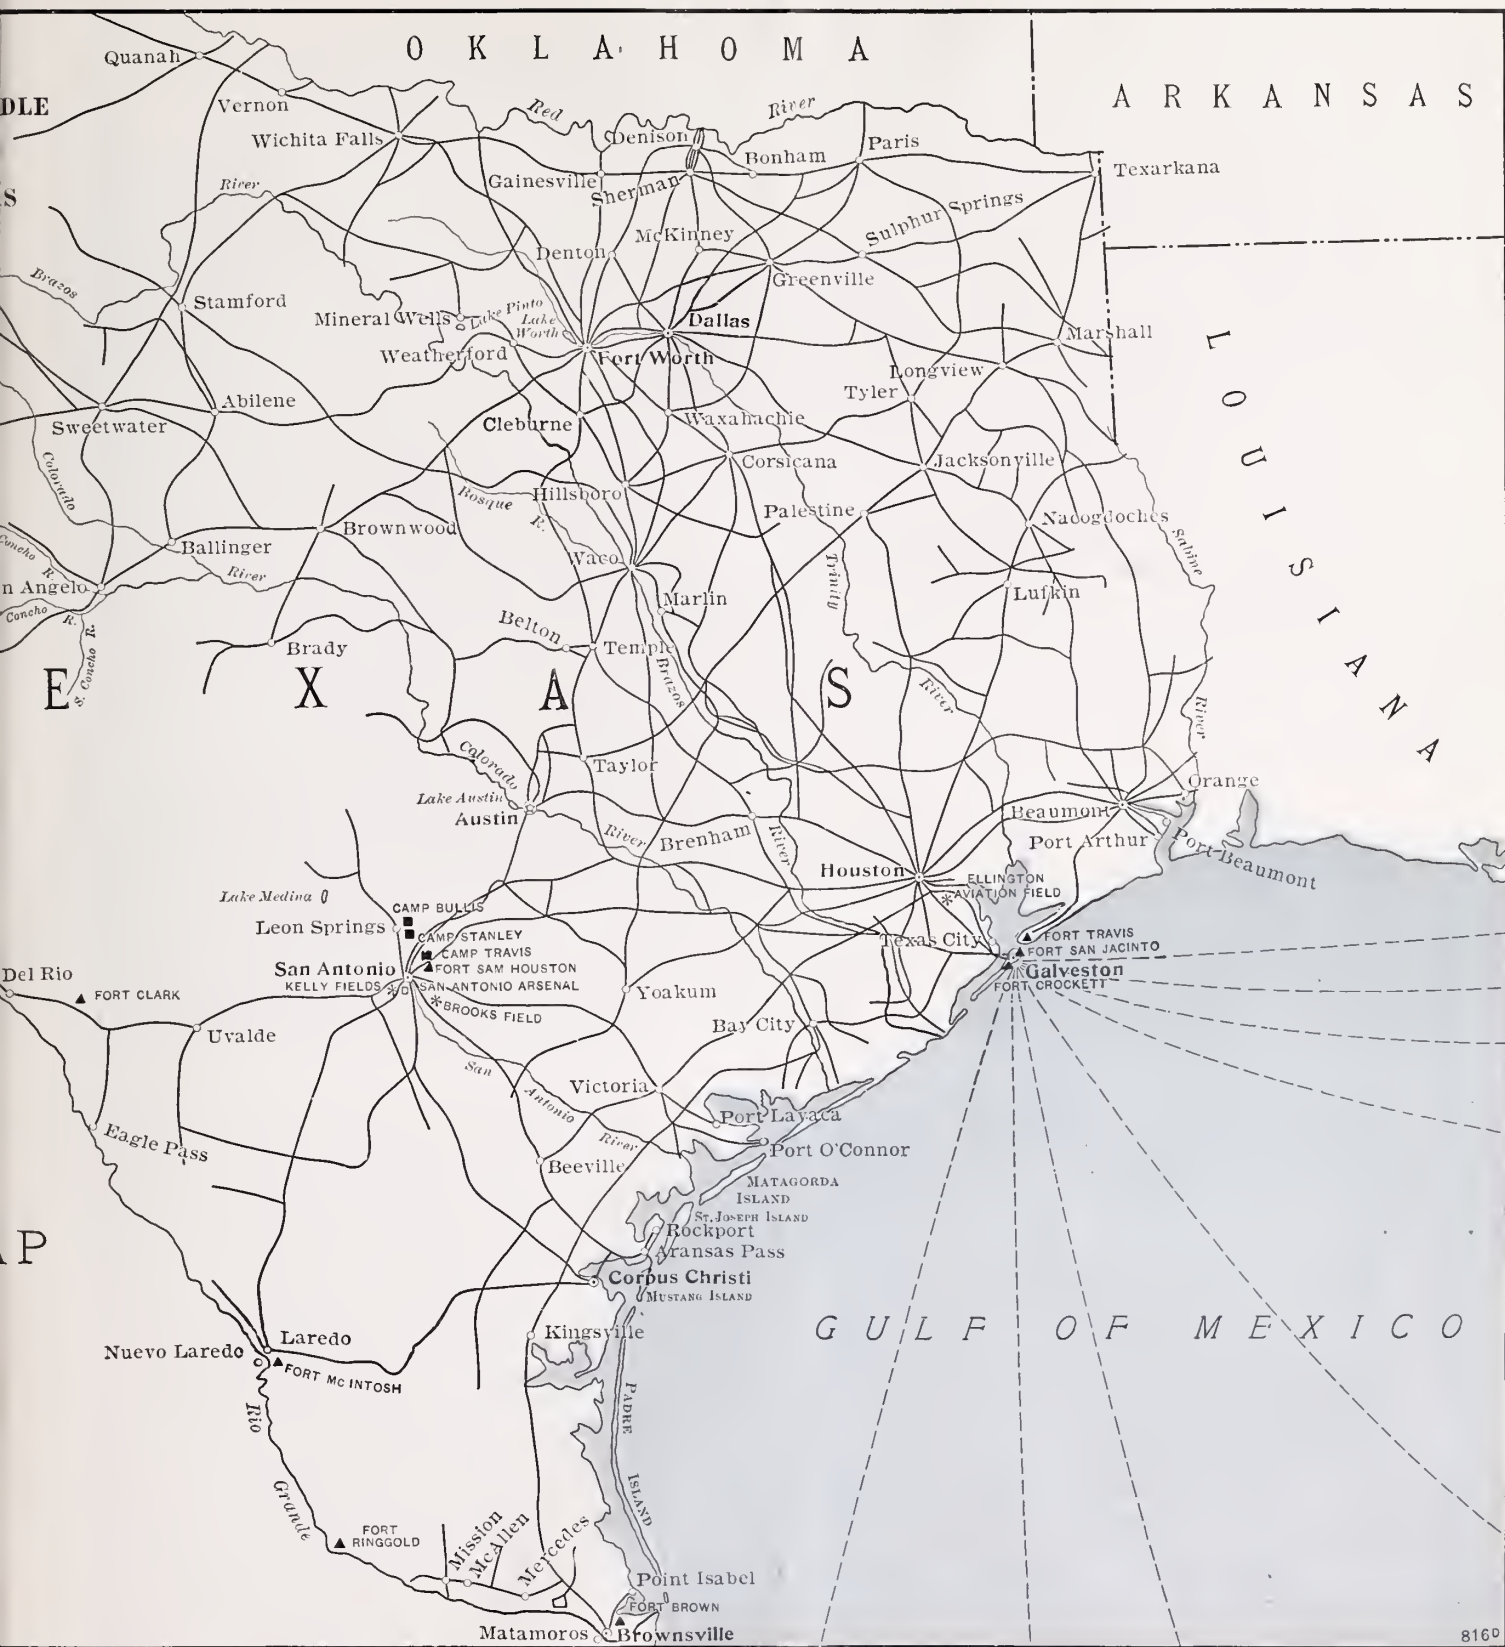 OKLAHOMA
ARKANSAS
Quanah
DLE
Vernon
Red
River
Wichita Falls
Denison
Bonham
Paris
Texarkana
Gainesville
Sherman
River
S
McKinney
Sulphur Springs
Denton
Greenville
Brazos
Stamford
Mineral Wells
Lake Pinto
Lake
Worth
Dallas
Marshall
Weatherford
Fort Worth
Longview
Tyler
LOUISIANA
Abilene
Sweetwater
Cleburne
Waxahachie
Corsicana
Jacksonville
Colorado
Bosque
R.
Hillsboro
Palestine
Nacogdoches
Brownwood
Ballinger
River
Concho
R.
Waco
Trinity
Sabine
n Angelo
Concho
R.
S. Concho R.
Marlin
Lufkin
Belton
Temple
Brady
Brazos
EXAS
River
River
Colorado
Taylor
Lake Austin
Austin
River
Brenham
River
Orange
Beaumont
Port Arthur
Port Beaumont
Houston
ELLINGTON
AVIATION FIELD
Lake Medina
CAMP BULLIS
Leon Springs
CAMP STANLEY
CAMP TRAVIS
FORT SAM HOUSTON
San Antonio
KELLY FIELDS
SAN ANTONIO ARSENAL
BROOKS FIELD
Texas City
FORT TRAVIS
FORT SAN JACINTO
Galveston
FORT CROCKETT
Del Rio
FORT CLARK
Uvalde
Yoakum
Bay City
San
Antonio
River
Victoria
Port Lavaca
Port O'Connor
Eagle Pass
Beeville
MATAGORDA
ISLAND
ST. JOSEPH ISLAND
Rockport
Aransas Pass
AP
Corpus Christi
MUSTANG ISLAND
GULF OF MEXICO
Kingsville
Laredo
Nuevo Laredo
FORT MCINTOSH
Rio
Grande
PADRE
ISLAND
FORT
RINGGOLD
Mission
McAllen
Mercedes
Point Isabel
FORT BROWN
Matamoros
Brownsville
816D